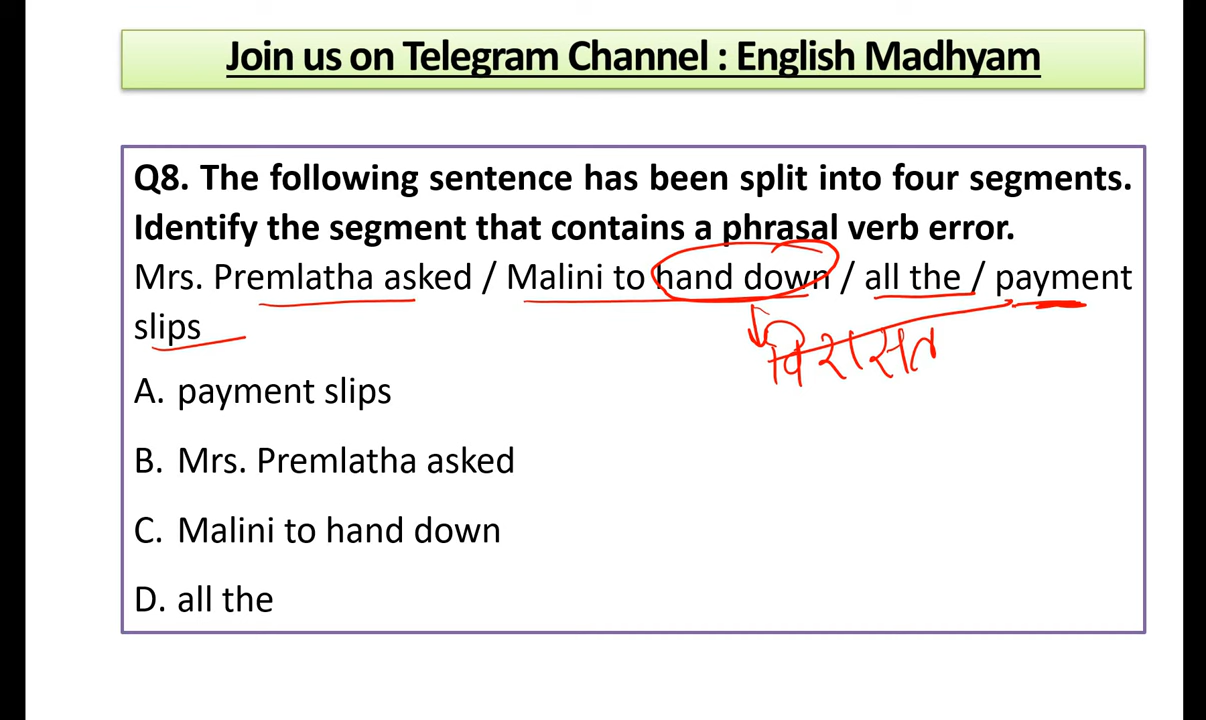 Join us on Telegram Channel : English Madhyam
Q8. The following sentence has been split into four segments.
Identify the segment that contains a phrasal verb error.
Mrs. Premlatha asked / Malini to hand down / all the / payment
slips
विरासत
A. payment slips
B. Mrs. Premlatha asked
C. Malini to hand down
D. all the